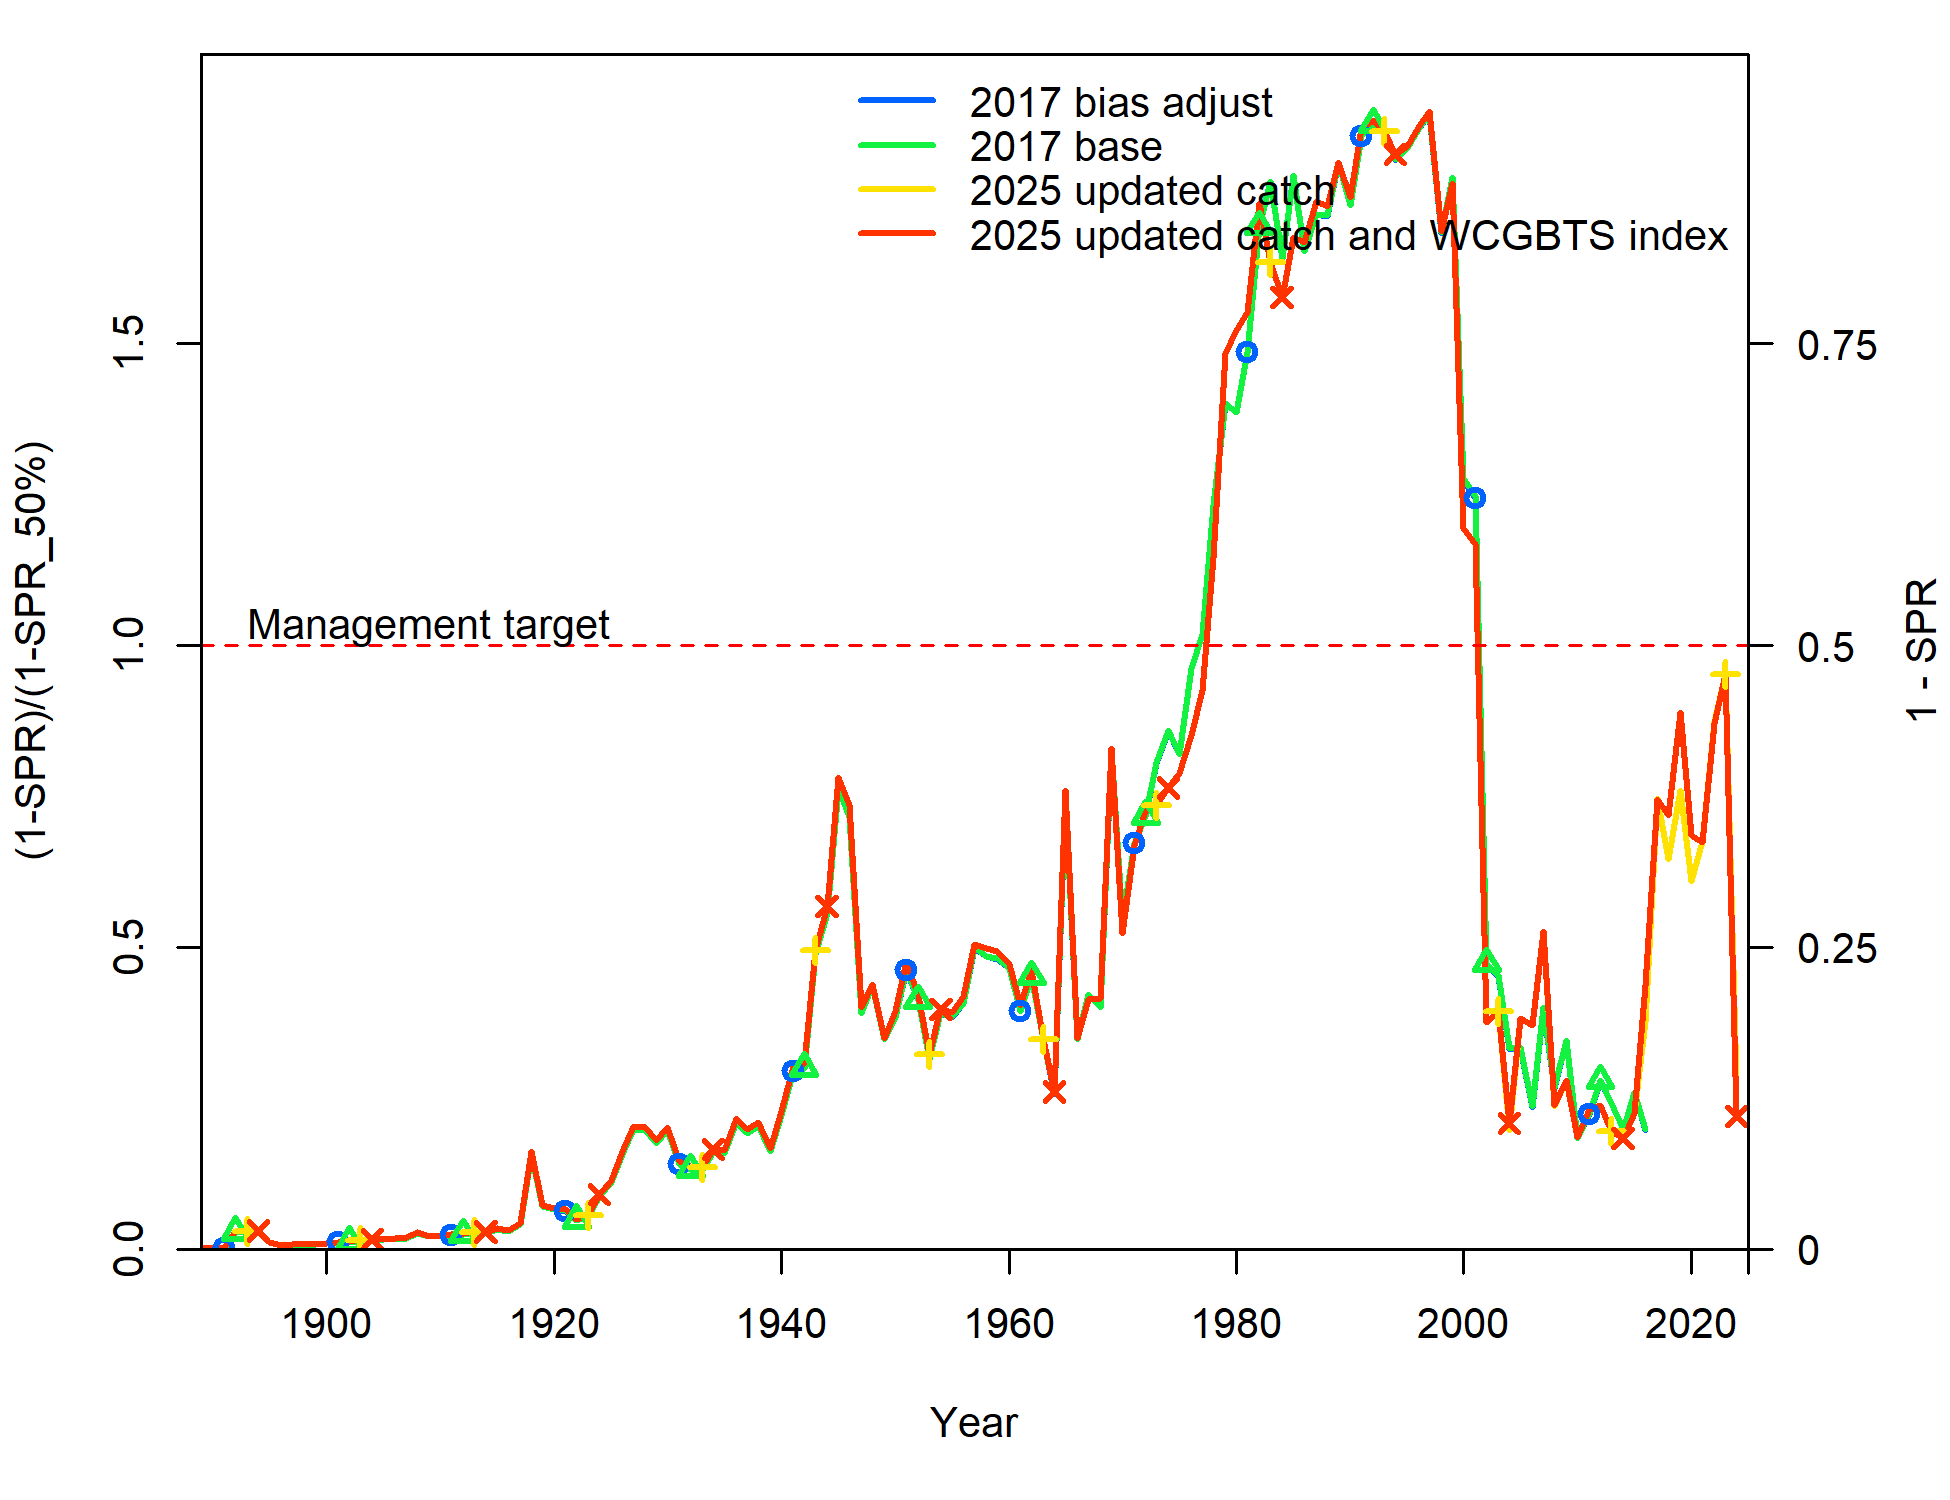 2017 bias adjust
2017 base
2025 updated catch
2025 updated catch and WCGBTS index
Management target
(1-SPR)/(1-SPR_50%)
1 - SPR
1.5
1.0
0.5
0.0
0.75
0.5
0.25
0
1900 1920 1940 1960 1980 2000 2020
Year